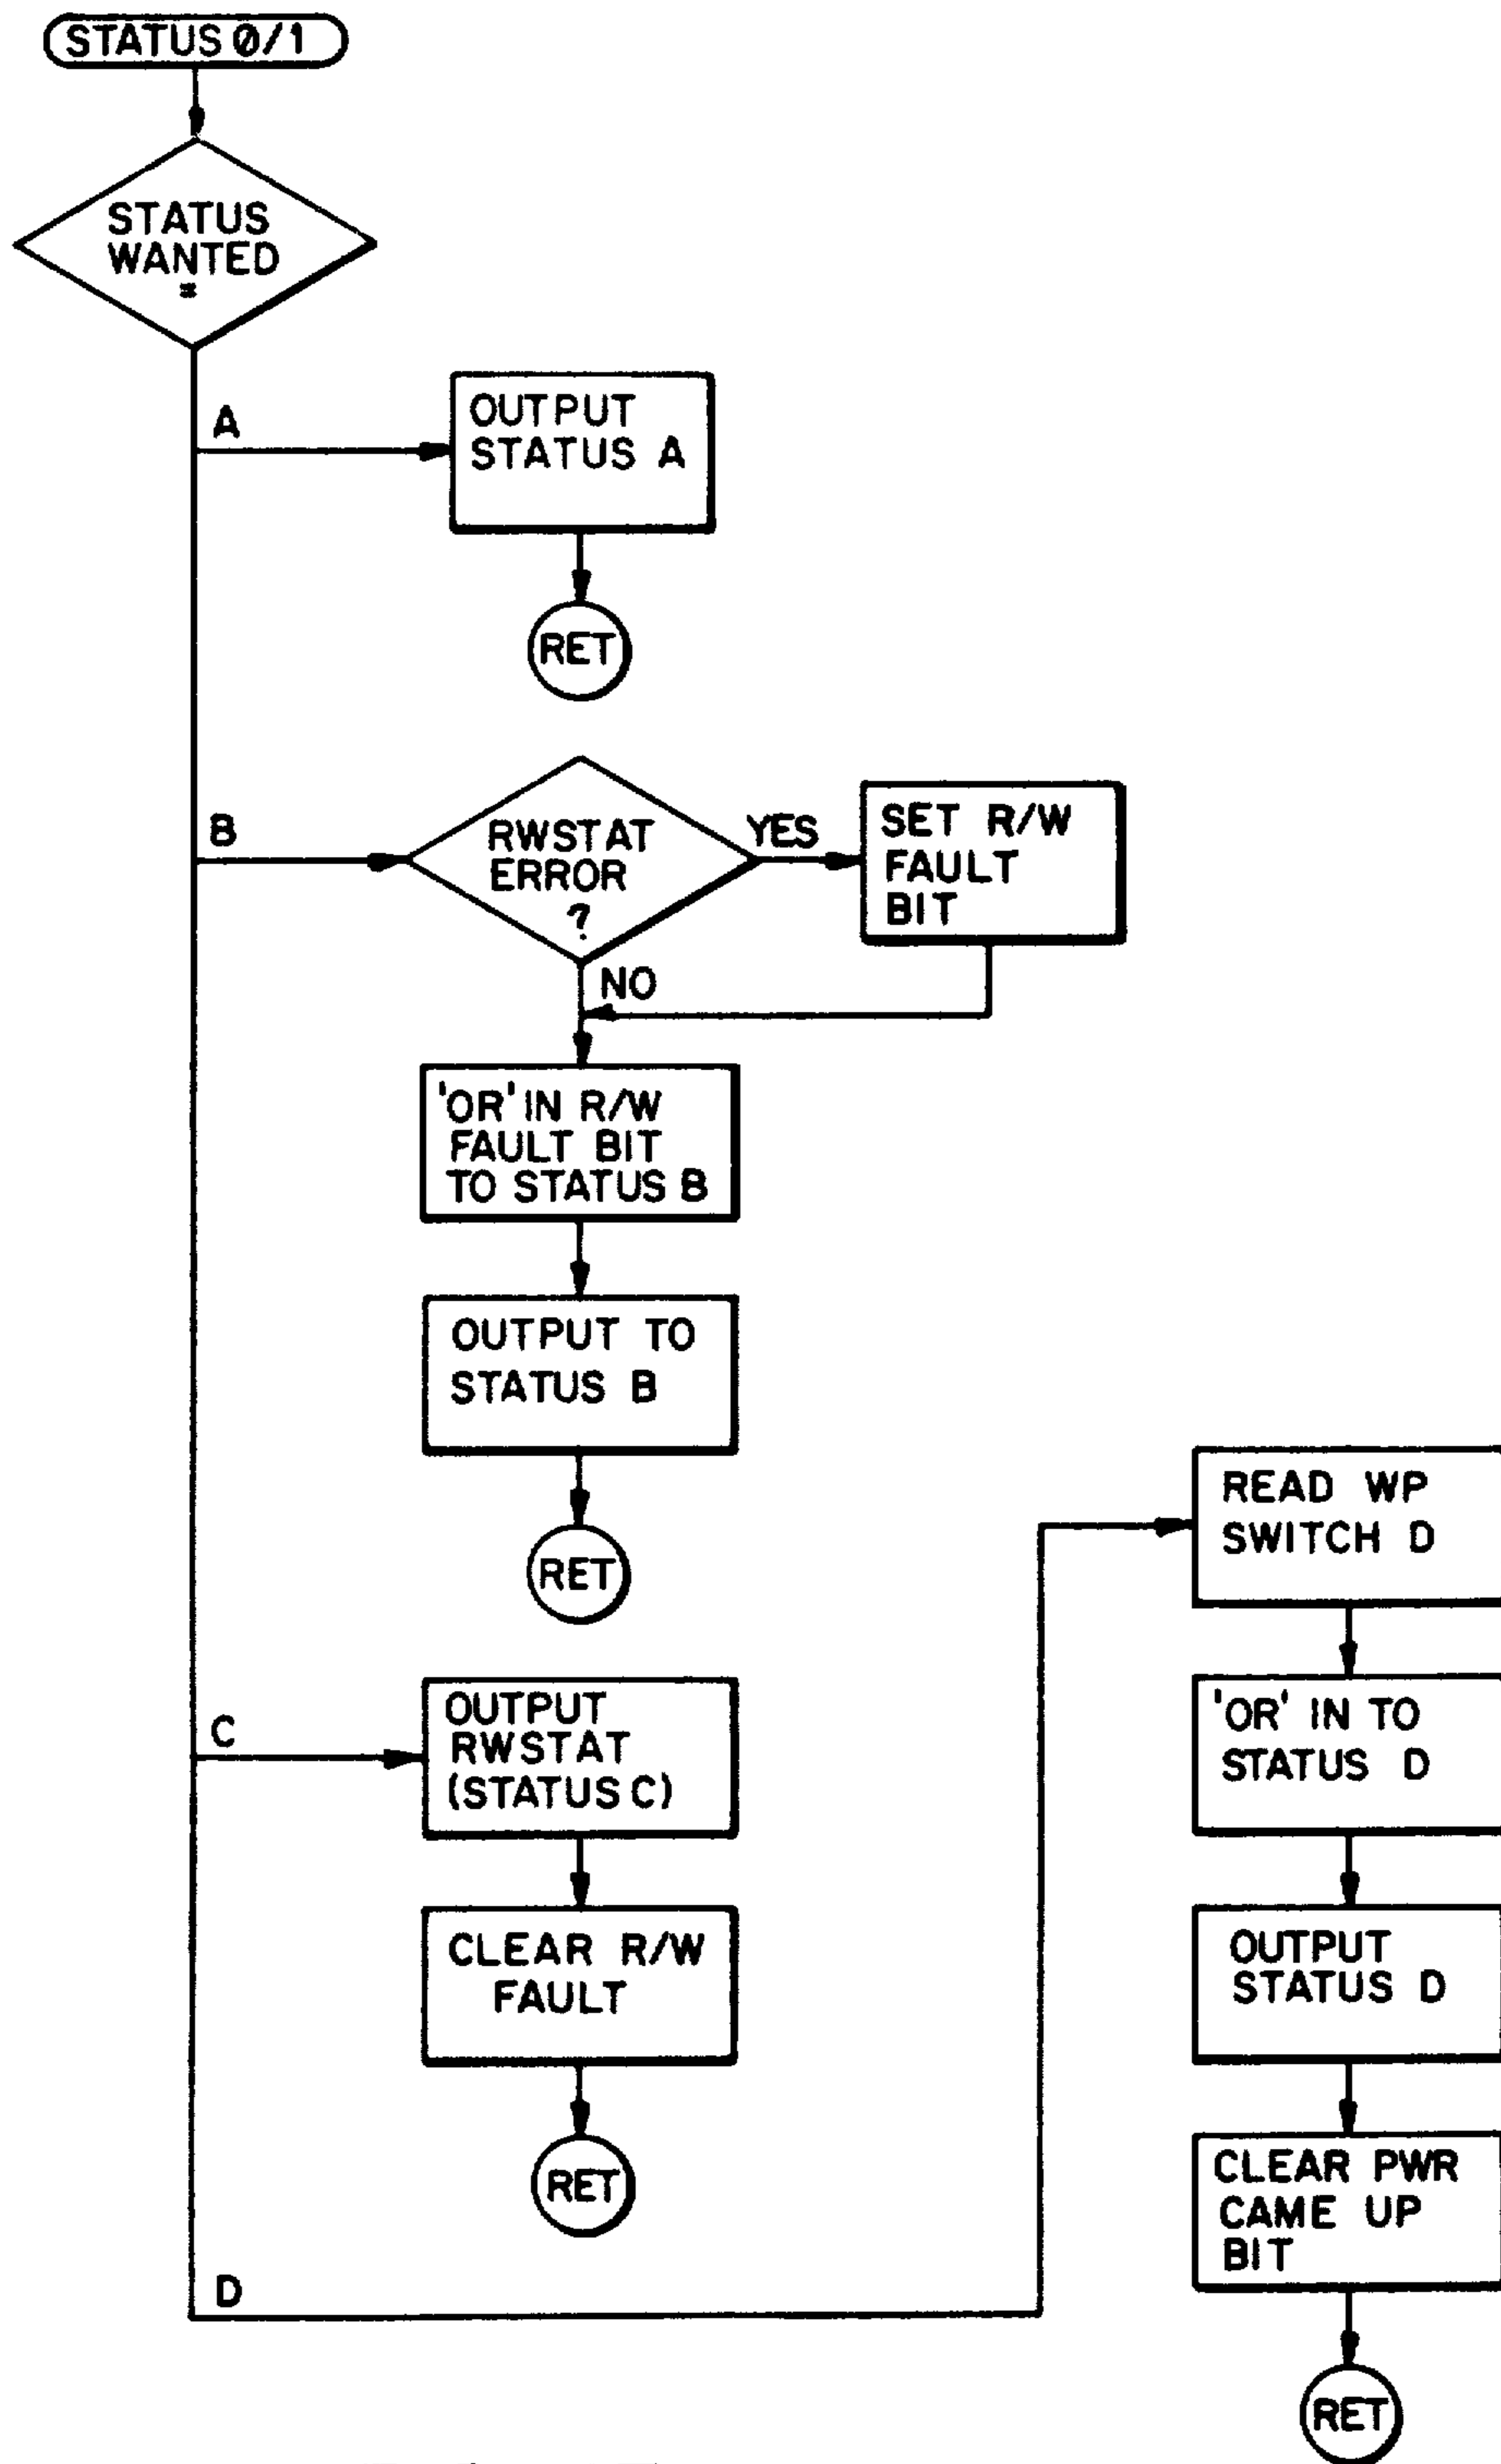 STATUS 0/1
STATUS
WANTED
=
A
OUTPUT
STATUS A
RET
B
RWSTAT
ERROR
?
YES
SET R/W
FAULT
BIT
NO
'OR' IN R/W
FAULT BIT
TO STATUS B
OUTPUT TO
STATUS B
RET
C
OUTPUT
RWSTAT
(STATUS C)
CLEAR R/W
FAULT
RET
D
READ WP
SWITCH D
'OR' IN TO
STATUS D
OUTPUT
STATUS D
CLEAR PWR
CAME UP
BIT
RET